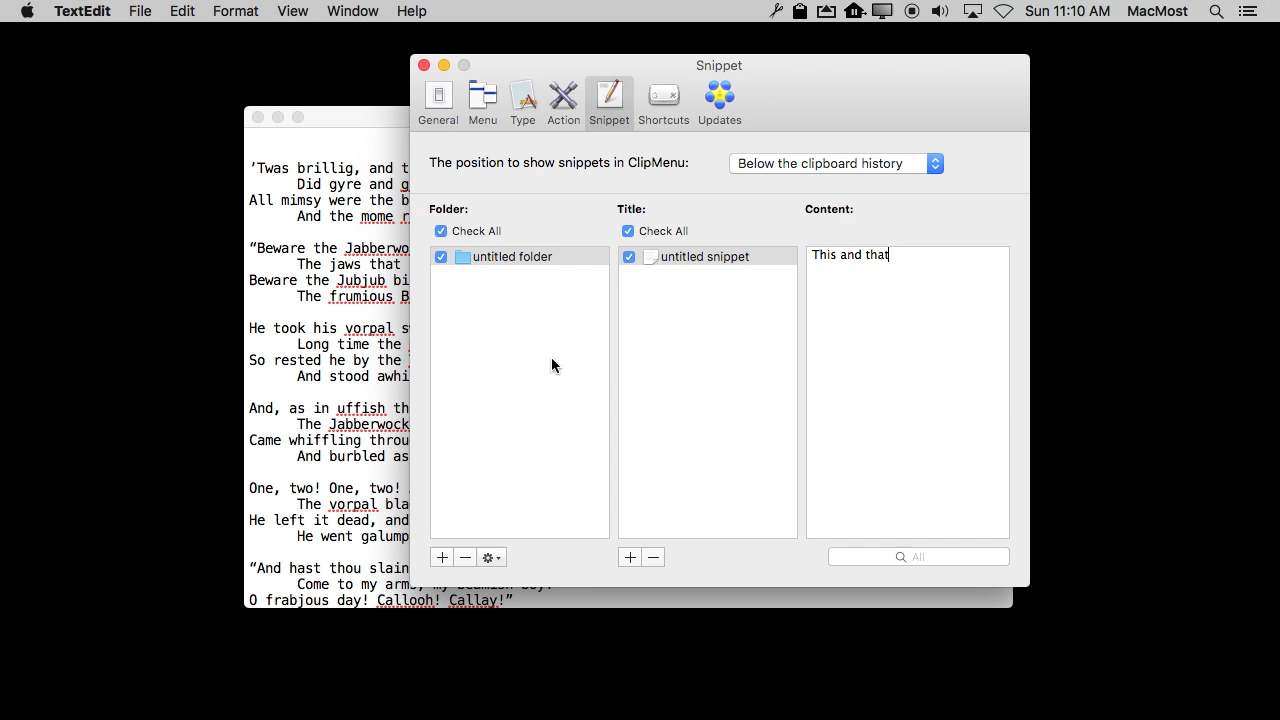 TextEdit File Edit Format View Window Help Sun 11:10 AM MacMost
Snippet
General Menu Type Action Snippet Shortcuts Updates
The position to show snippets in ClipMenu: Below the clipboard history
Folder: Title: Content:
Check All Check All
untitled folder untitled snippet This and that
All
’Twas brillig, and t
Did gyre and g
All mimsy were the b
And the mome r
“Beware the Jabberwo
The jaws that
Beware the Jubjub bi
The frumious B
He took his vorpal s
Long time the
So rested he by the
And stood awhi
And, as in uffish th
The Jabberwock
Came whiffling throu
And burbled as
One, two! One, two!
The vorpal bla
He left it dead, and
He went galump
“And hast thou slain
Come to my arms, my beamish boy!
O frabjous day! Callooh! Callay!”